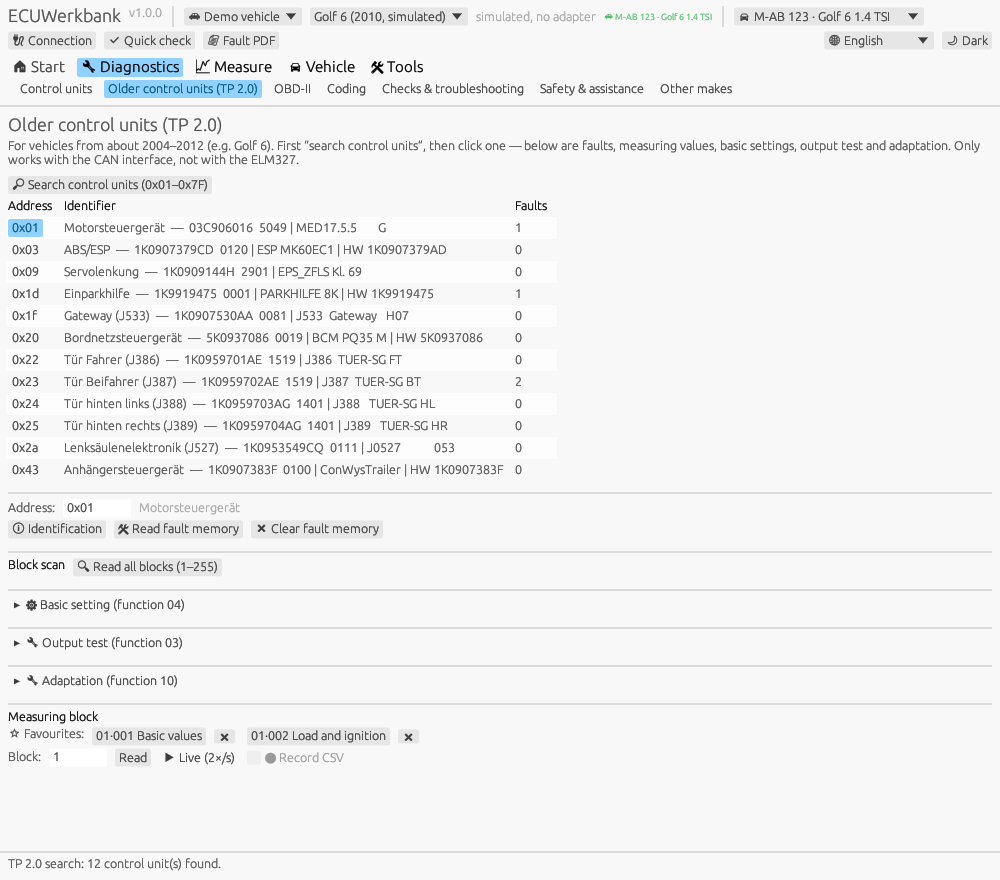 ECUWerkbank v1.0.0 Demo vehicle Golf 6 (2010, simulated) simulated, no adapter M-AB 123 · Golf 6 1.4 TSI M-AB 123 · Golf 6 1.4 TSI
Connection Quick check Fault PDF English Dark
Start Diagnostics Measure Vehicle Tools
Control units Older control units (TP 2.0) OBD-II Coding Checks & troubleshooting Safety & assistance Other makes
Older control units (TP 2.0)
For vehicles from about 2004–2012 (e.g. Golf 6). First “search control units”, then click one — below are faults, measuring values, basic settings, output test and adaptation. Only
works with the CAN interface, not with the ELM327.
Search control units (0x01–0x7F)
Address Identifier Faults
0x01 Motorsteuergerät — 03C906016 5049 | MED17.5.5 G 1
0x03 ABS/ESP — 1K0907379CD 0120 | ESP MK60EC1 | HW 1K0907379AD 0
0x09 Servolenkung — 1K0909144H 2901 | EPS_ZFLS Kl. 69 0
0x1d Einparkhilfe — 1K9919475 0001 | PARKHILFE 8K | HW 1K9919475 1
0x1f Gateway (J533) — 1K0907530AA 0081 | J533 Gateway H07 0
0x20 Bordnetzsteuergerät — 5K0937086 0019 | BCM PQ35 M | HW 5K0937086 0
0x22 Tür Fahrer (J386) — 1K0959701AE 1519 | J386 TUER-SG FT 0
0x23 Tür Beifahrer (J387) — 1K0959702AE 1519 | J387 TUER-SG BT 2
0x24 Tür hinten links (J388) — 1K0959703AG 1401 | J388 TUER-SG HL 0
0x25 Tür hinten rechts (J389) — 1K0959704AG 1401 | J389 TUER-SG HR 0
0x2a Lenksäulenelektronik (J527) — 1K0953549CQ 0111 | J0527 053 0
0x43 Anhängersteuergerät — 1K0907383F 0100 | ConWysTrailer | HW 1K0907383F 0
Address: 0x01 Motorsteuergerät
Identification Read fault memory Clear fault memory
Block scan Read all blocks (1–255)
Basic setting (function 04)
Output test (function 03)
Adaptation (function 10)
Measuring block
Favourites: 01·001 Basic values 01·002 Load and ignition
Block: 1 Read Live (2×/s) Record CSV
TP 2.0 search: 12 control unit(s) found.